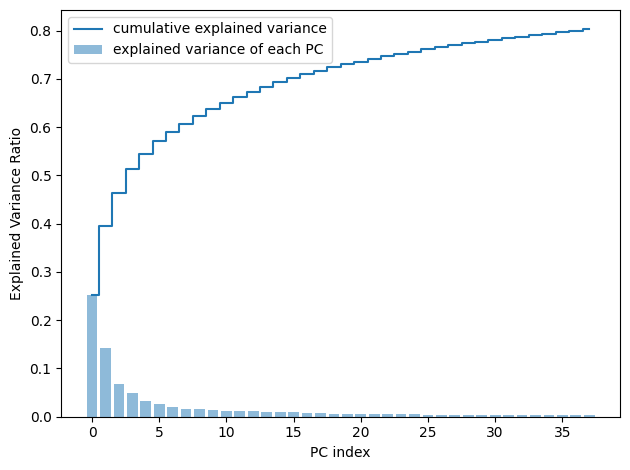 cumulative explained variance
explained variance of each PC
Explained Variance Ratio
0.8
0.7
0.6
0.5
0.4
0.3
0.2
0.1
0.0
0 5 10 15 20 25 30 35
PC index